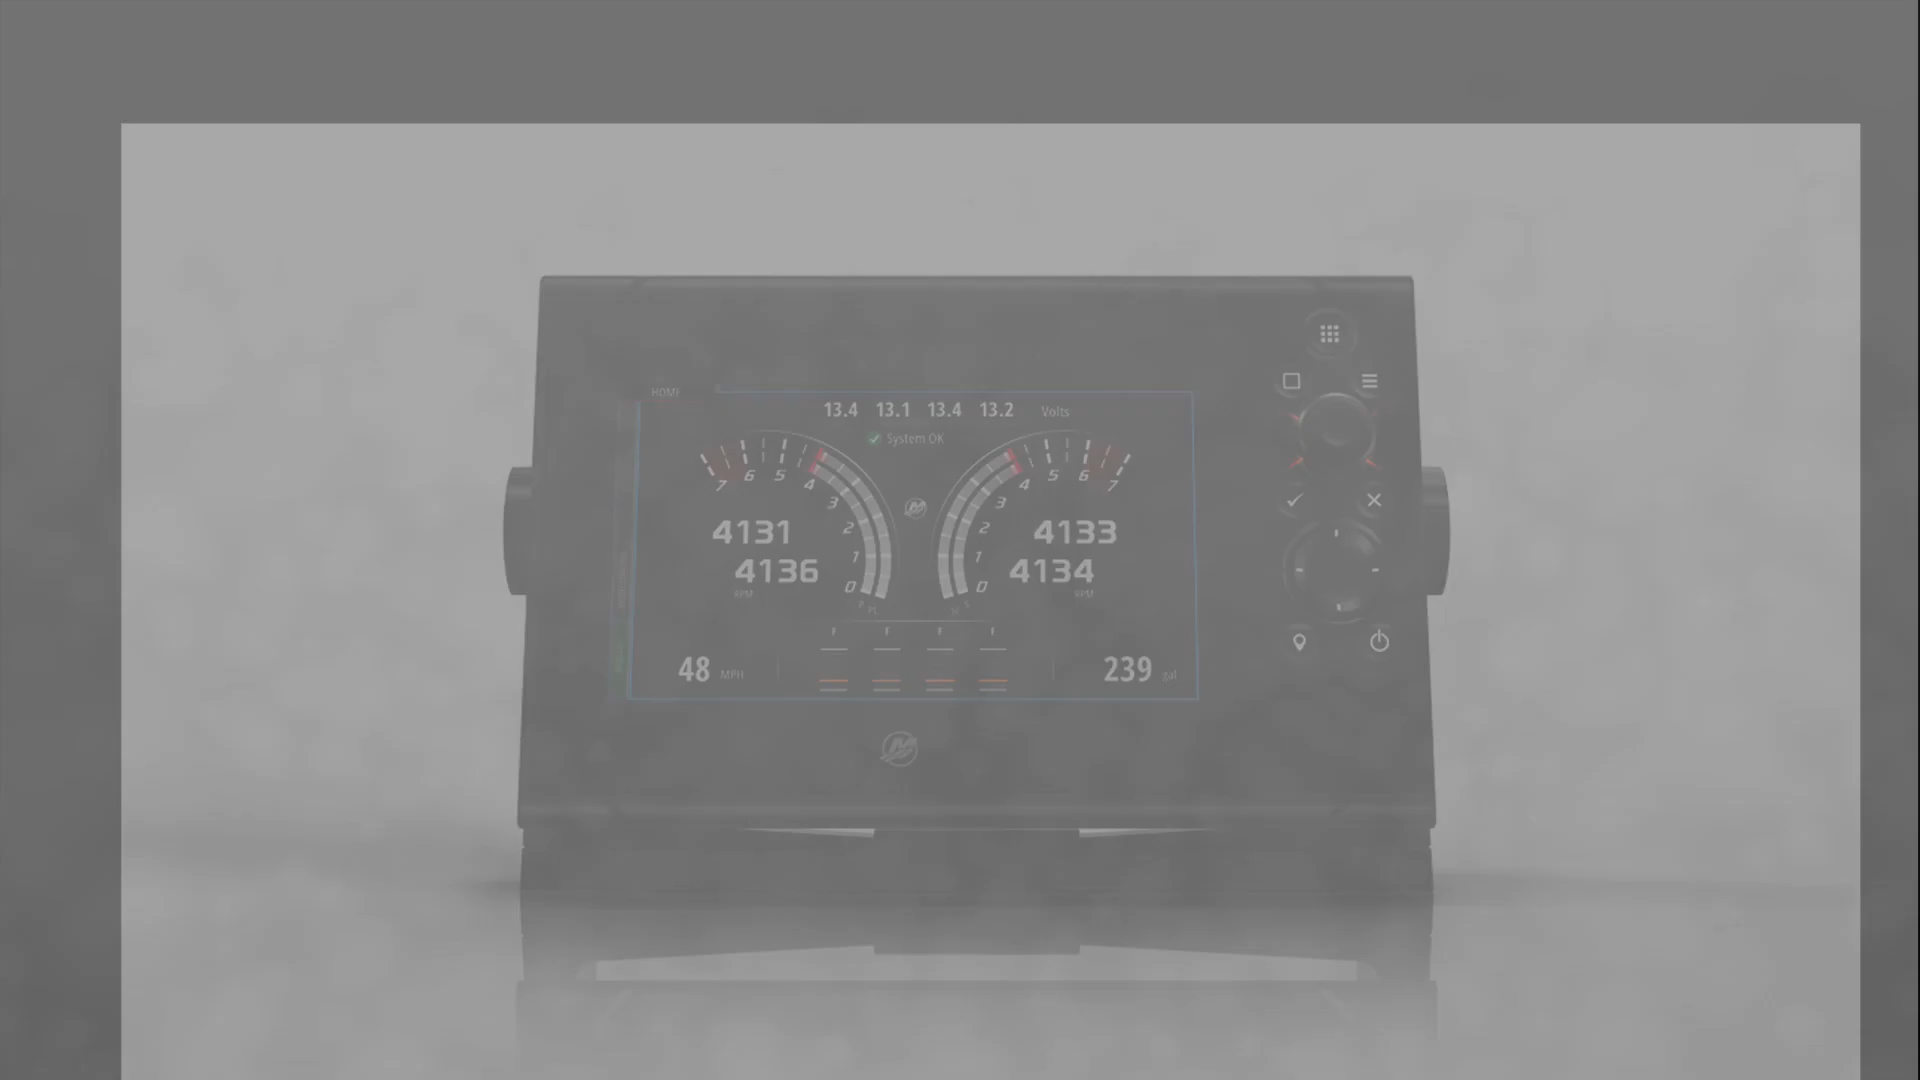 HOME
13.4 13.1 13.4 13.2 Volts
System OK
7 6 5 4 3 2 1 0
4 5 6 7 3 2 1 0
4131
4136
RPM
4133
4134
RPM
F F F F
48 MPH
239 gal